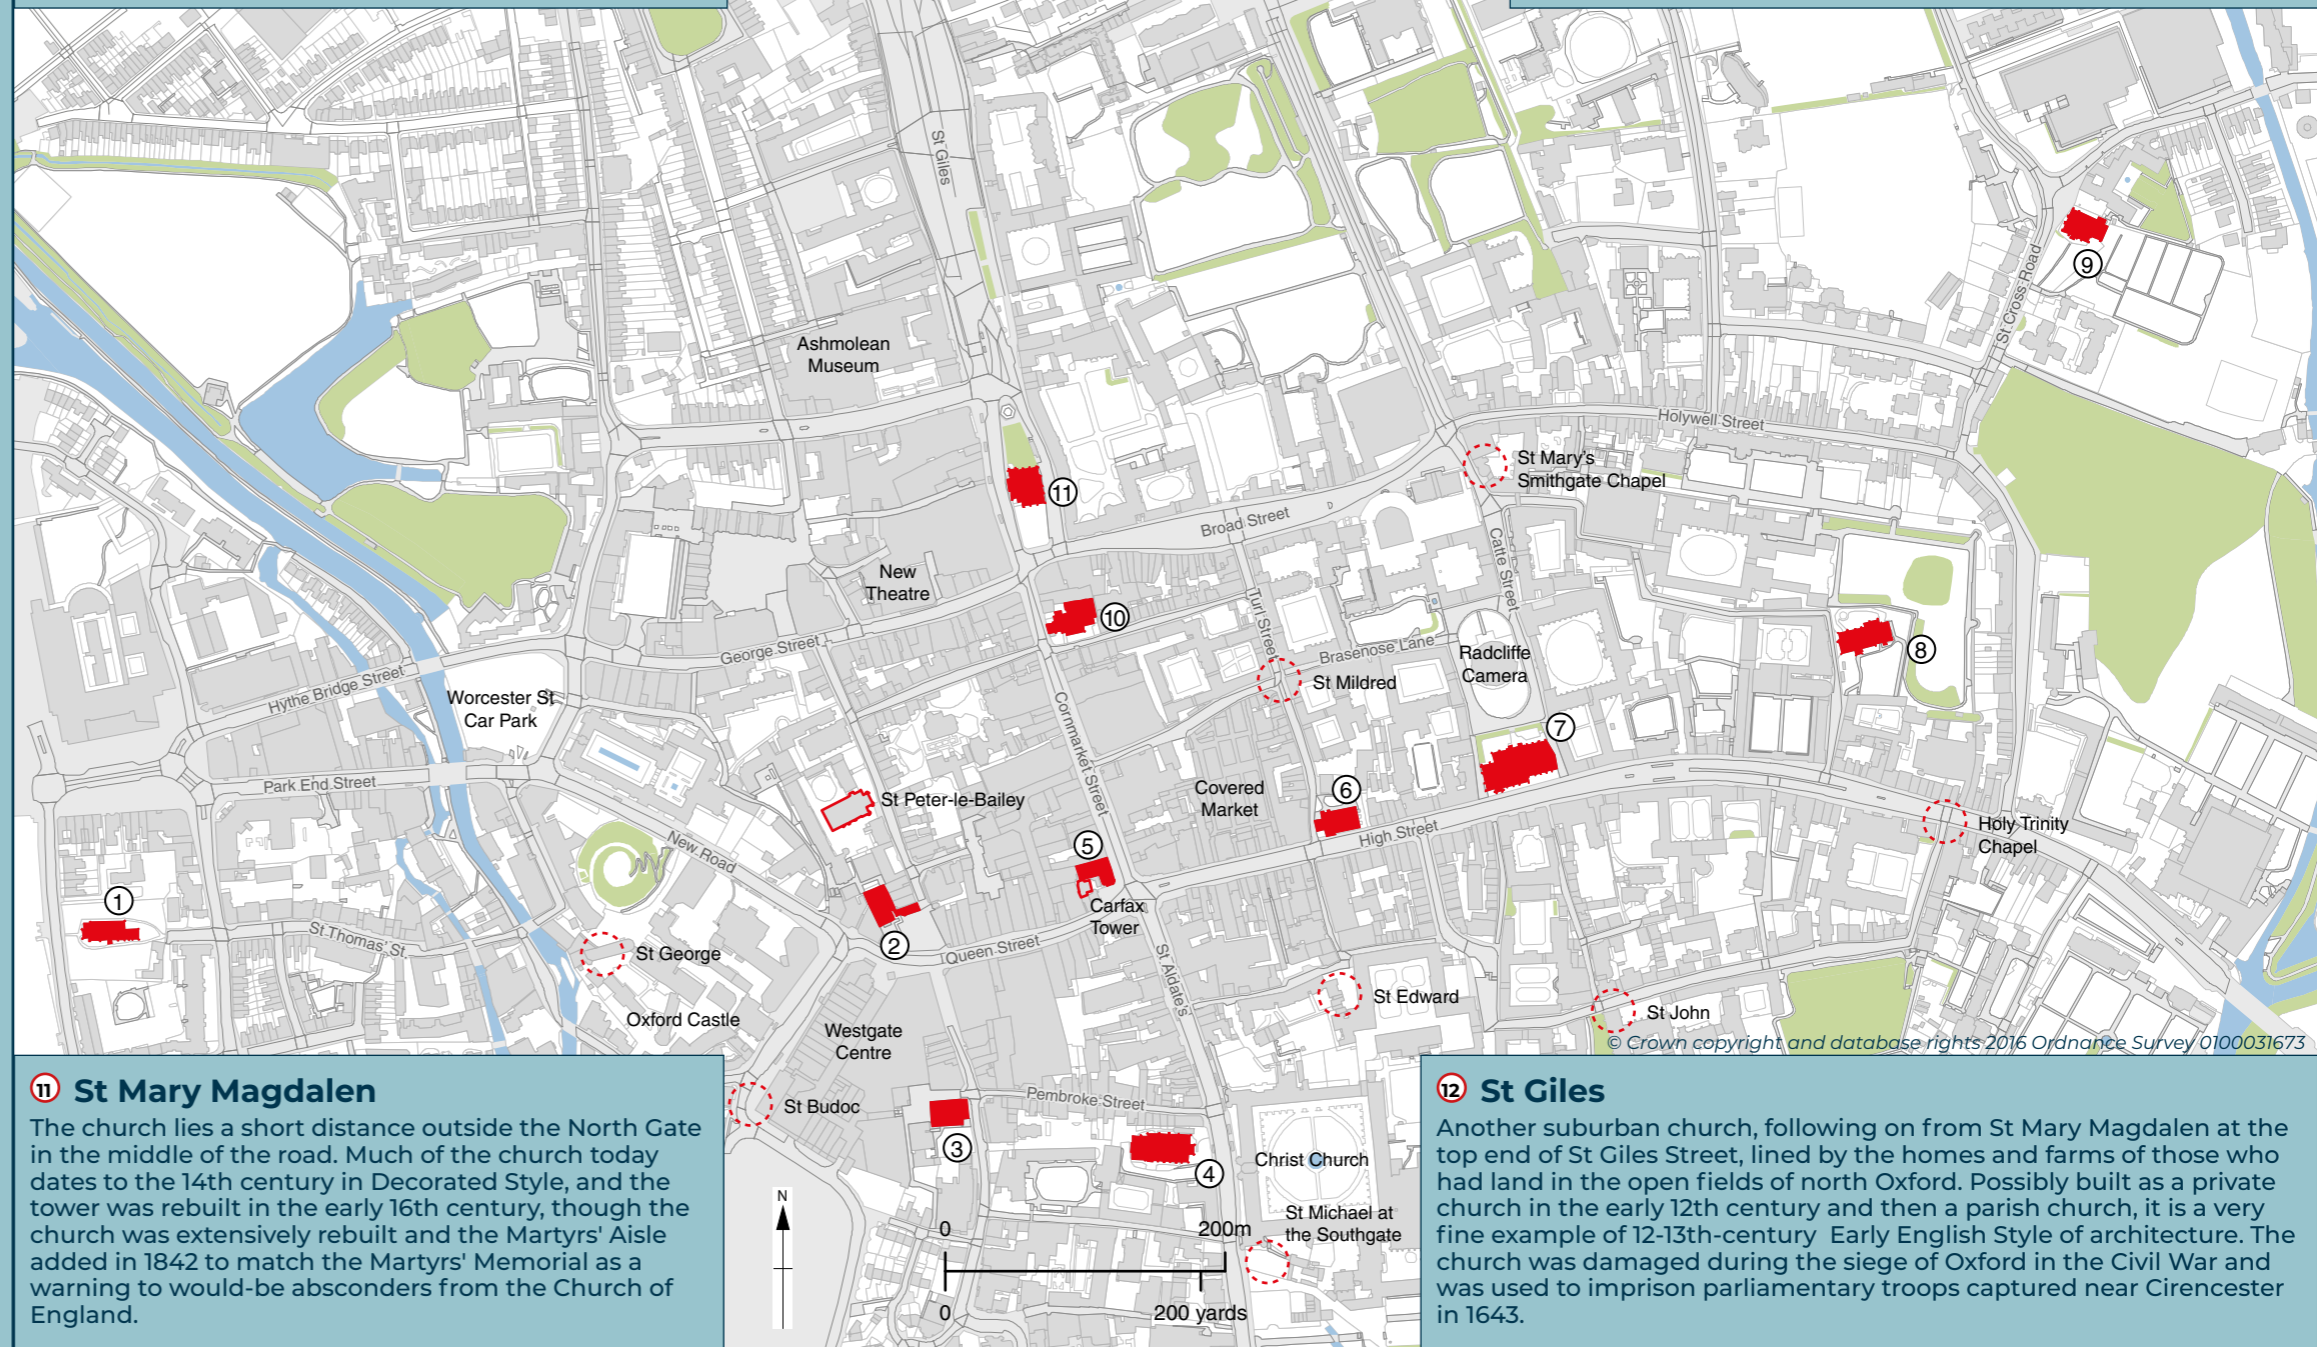 St Giles
9
St Cross Road
Ashmolean
Museum
Holywell Street
St Mary's
Smithgate Chapel
11
Broad Street
Catte Street
New
Theatre
10
Turl Street
George Street
Brasenose Lane
Radcliffe
Camera
8
Hythe Bridge Street
Worcester St
Car Park
St Mildred
Cornmarket Street
7
Park End Street
St Peter-le-Bailey
Covered
Market
6
High Street
Holy Trinity
Chapel
New Road
5
Carfax
Tower
1
St Thomas' St
2
Queen Street
St George
St Aldate's
St Edward
Oxford Castle
St John
Westgate
Centre
© Crown copyright and database rights 2016 Ordnance Survey 0100031673
St Budoc
Pembroke Street
3
4
Christ Church
St Michael at
the Southgate
N
0
200m
0
200 yards
11 St Mary Magdalen
The church lies a short distance outside the North Gate
in the middle of the road. Much of the church today
dates to the 14th century in Decorated Style, and the
tower was rebuilt in the early 16th century, though the
church was extensively rebuilt and the Martyrs' Aisle
added in 1842 to match the Martyrs' Memorial as a
warning to would-be absconders from the Church of
England.
12 St Giles
Another suburban church, following on from St Mary Magdalen at the
top end of St Giles Street, lined by the homes and farms of those who
had land in the open fields of north Oxford. Possibly built as a private
church in the early 12th century and then a parish church, it is a very
fine example of 12-13th-century Early English Style of architecture. The
church was damaged during the siege of Oxford in the Civil War and
was used to imprison parliamentary troops captured near Cirencester
in 1643.